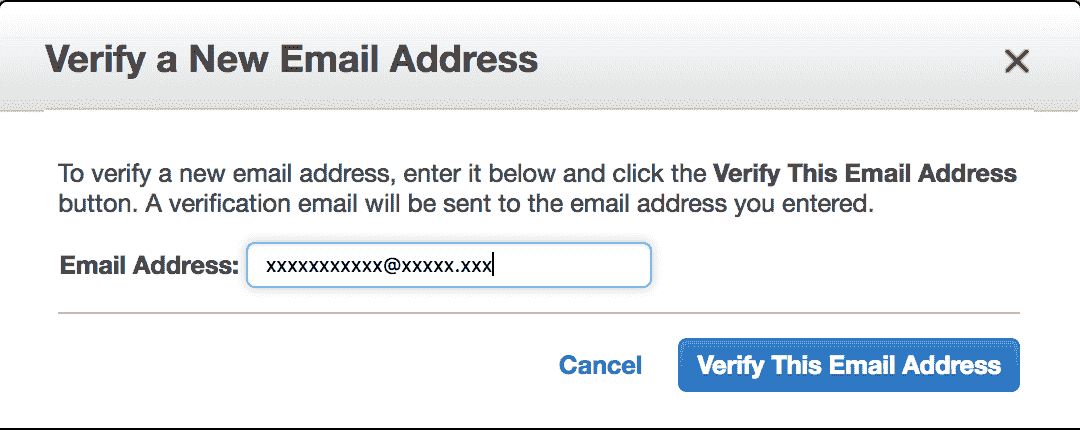 Verify a New Email Address
To verify a new email address, enter it below and click the Verify This Email Address
button. A verification email will be sent to the email address you entered.
Email Address: xxxxxxxxxxx@xxxxx.xxx
Cancel Verify This Email Address